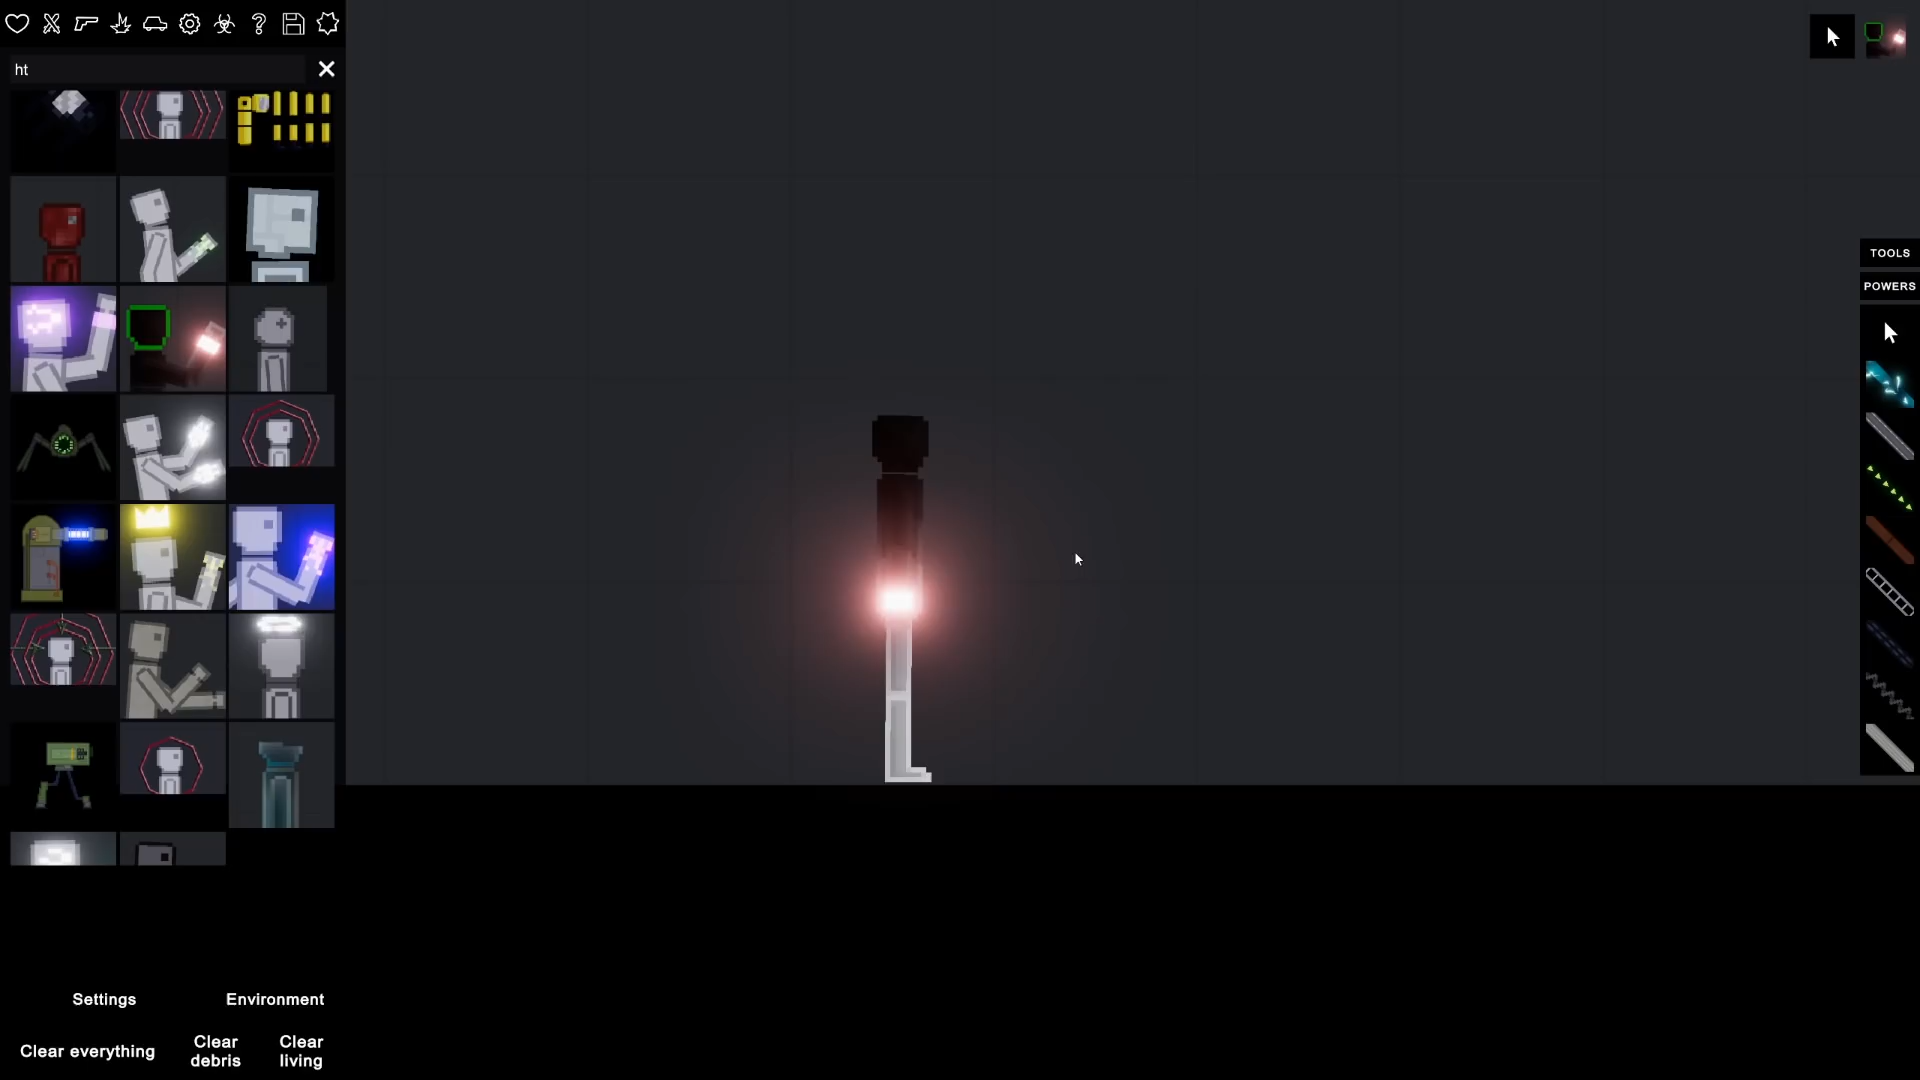 ht
TOOLS
POWERS
Settings
Environment
Clear everything
Clear debris
Clear living